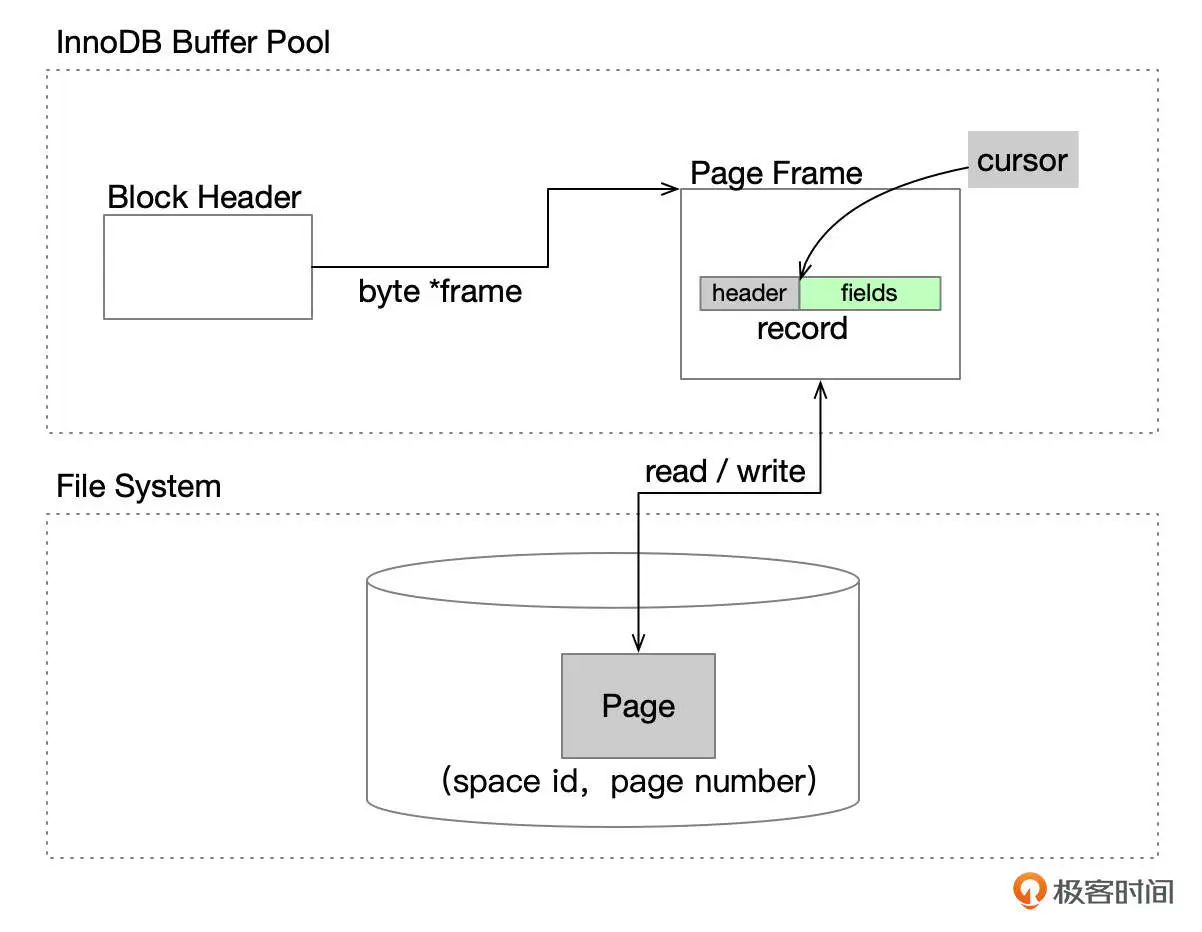 InnoDB Buffer Pool
Block Header
byte *frame
Page Frame
cursor
header
fields
record
read / write
File System
Page
(space id, page number)
极客时间